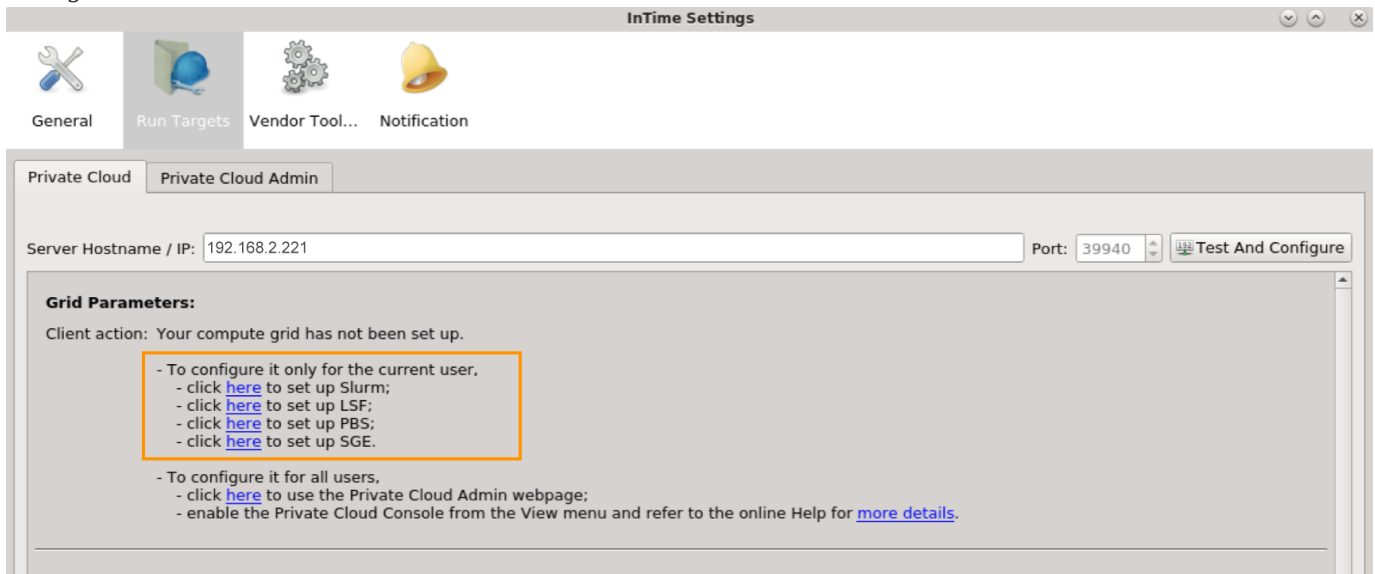 InTime Settings
General
Run Targets
Vendor Tool...
Notification
Private Cloud
Private Cloud Admin
Server Hostname / IP: 192.168.2.221 Port: 39940 Test And Configure
Grid Parameters:
Client action: Your compute grid has not been set up.
- To configure it only for the current user,
- click here to set up Slurm;
- click here to set up LSF;
- click here to set up PBS;
- click here to set up SGE.
- To configure it for all users,
- click here to use the Private Cloud Admin webpage;
- enable the Private Cloud Console from the View menu and refer to the online Help for more details.